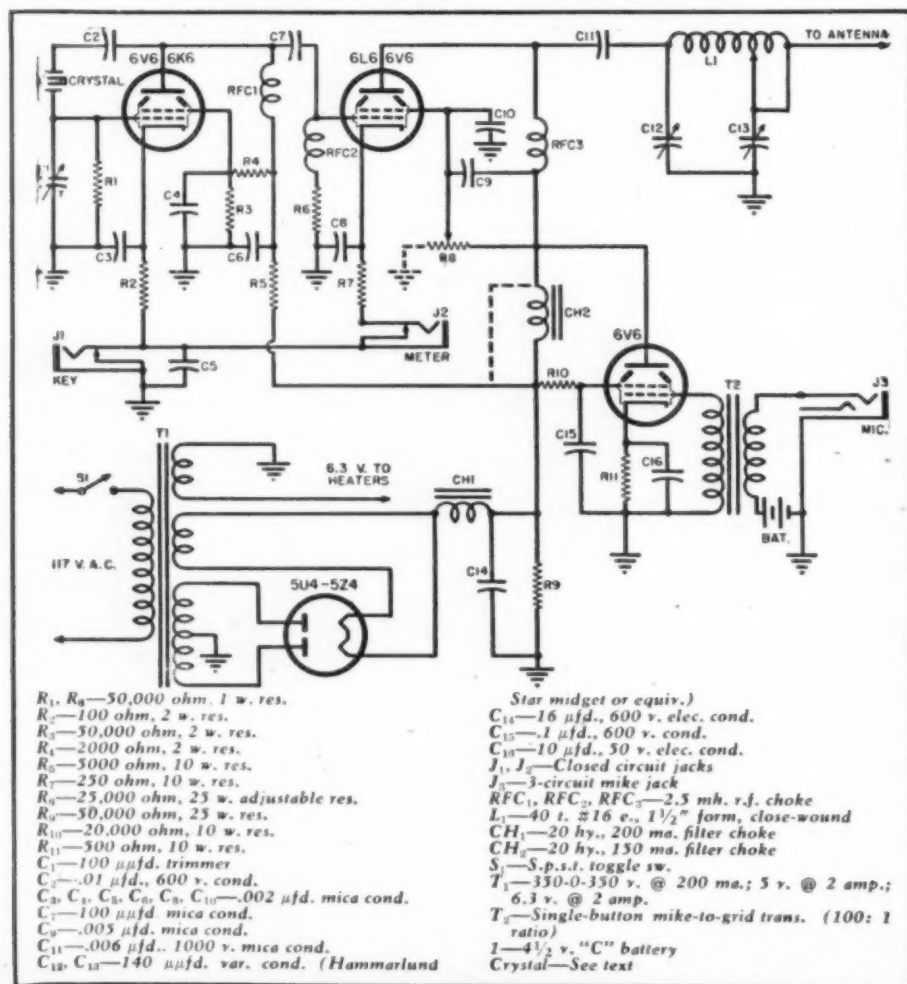 C2
C7
C11
TO ANTENNA
6V6 6K6
6L6 6V6
L1
CRYSTAL
RFC1
C10
RFC2
RFC3
C12
C13
R1
R4
C9
C4
R3
R6
C3
C6
C8
R8
R2
R5
R7
CH2
J1
J2
6V6
KEY
C5
METER
R10
T2
J3
T1
MIC.
6.3 V. TO
HEATERS
C15
R11
C16
S1
CH1
BAT.
117 V. A.C.
5U4-5Z4
C14
R9
R₁, R₆—50,000 ohm, 1 w. res.
R₂—100 ohm, 2 w. res.
R₃—50,000 ohm, 2 w. res.
R₄—2000 ohm, 2 w. res.
R₅—5000 ohm, 10 w. res.
R₇—250 ohm, 10 w. res.
R₈—25,000 ohm, 25 w. adjustable res.
R₉—50,000 ohm, 25 w. res.
R₁₀—20,000 ohm, 10 w. res.
R₁₁—500 ohm, 10 w. res.
C₁—100 μμfd. trimmer
C₂—.01 μfd., 600 v. cond.
C₃, C₄, C₅, C₆, C₈, C₁₀—.002 μfd. mica cond.
C₇—100 μμfd. mica cond.
C₉—.005 μfd. mica cond.
C₁₁—.006 μfd.. 1000 v. mica cond.
C₁₂, C₁₃—140 μμfd. var. cond. (Hammarlund
Star midget or equiv.)
C₁₄—16 μfd., 600 v. elec. cond.
C₁₅—.1 μfd., 600 v. cond.
C₁₆—10 μfd., 50 v. elec. cond.
J₁, J₂—Closed circuit jacks
J₃—3-circuit mike jack
RFC₁, RFC₂, RFC₃—2.5 mh. r.f. choke
L₁—40 t. #16 e., 1½" form, close-wound
CH₁—20 hy., 200 ma. filter choke
CH₂—20 hy., 150 ma. filter choke
S₁—S.p.s.t. toggle sw.
T₁—350-0-350 v. @ 200 ma.; 5 v. @ 2 amp.;
6.3 v. @ 2 amp.
T₂—Single-button mike-to-grid trans. (100: 1
ratio)
1—4½ v. "C" battery
Crystal—See text